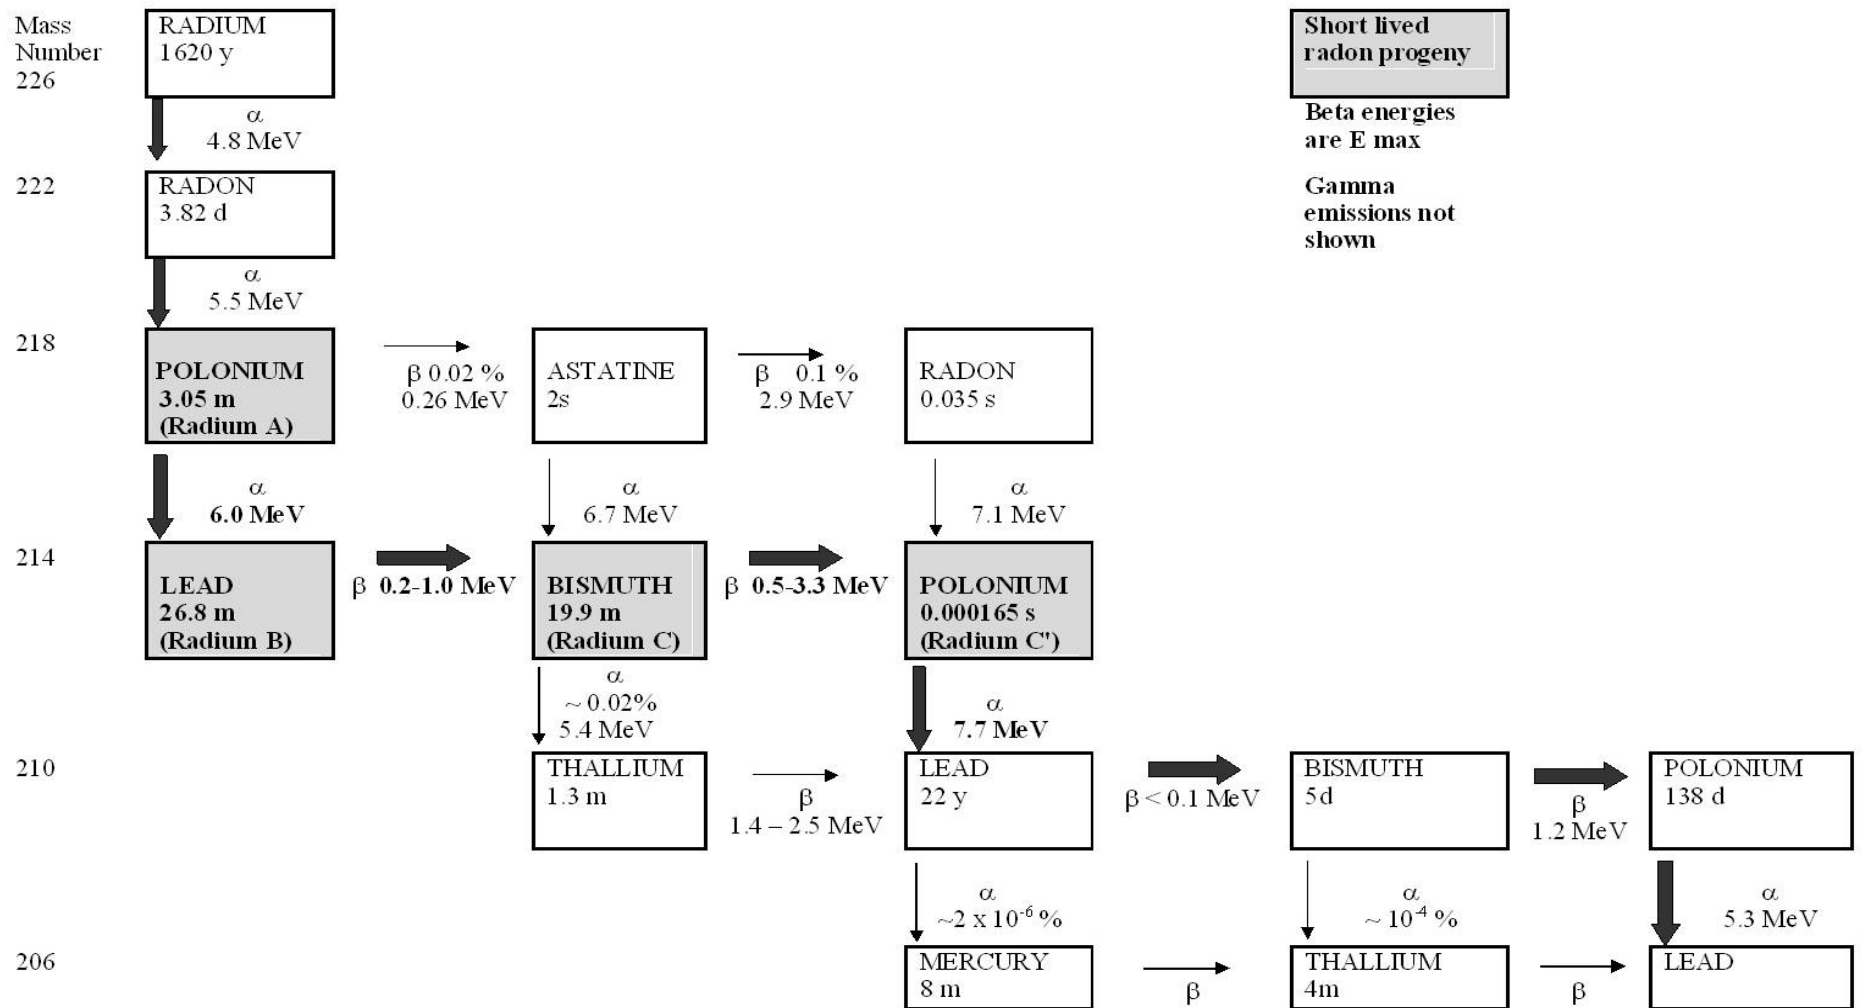 Mass
Number
226
RADIUM
1620 y
Short lived
radon progeny
Beta energies
are E max
Gamma
emissions not
shown
α
4.8 MeV
222
RADON
3.82 d
α
5.5 MeV
218
POLONIUM
3.05 m
(Radium A)
β 0.02 %
0.26 MeV
ASTATINE
2s
β 0.1 %
2.9 MeV
RADON
0.035 s
α
6.0 MeV
α
6.7 MeV
α
7.1 MeV
214
LEAD
26.8 m
(Radium B)
β 0.2-1.0 MeV
BISMUTH
19.9 m
(Radium C)
β 0.5-3.3 MeV
POLONIUM
0.000165 s
(Radium C')
α
~ 0.02%
5.4 MeV
α
7.7 MeV
210
THALLIUM
1.3 m
β
1.4 – 2.5 MeV
LEAD
22 y
β < 0.1 MeV
BISMUTH
5d
β
1.2 MeV
POLONIUM
138 d
α
~2 x 10⁻⁶ %
α
~ 10⁻⁴ %
α
5.3 MeV
206
MERCURY
8 m
β
THALLIUM
4m
β
LEAD